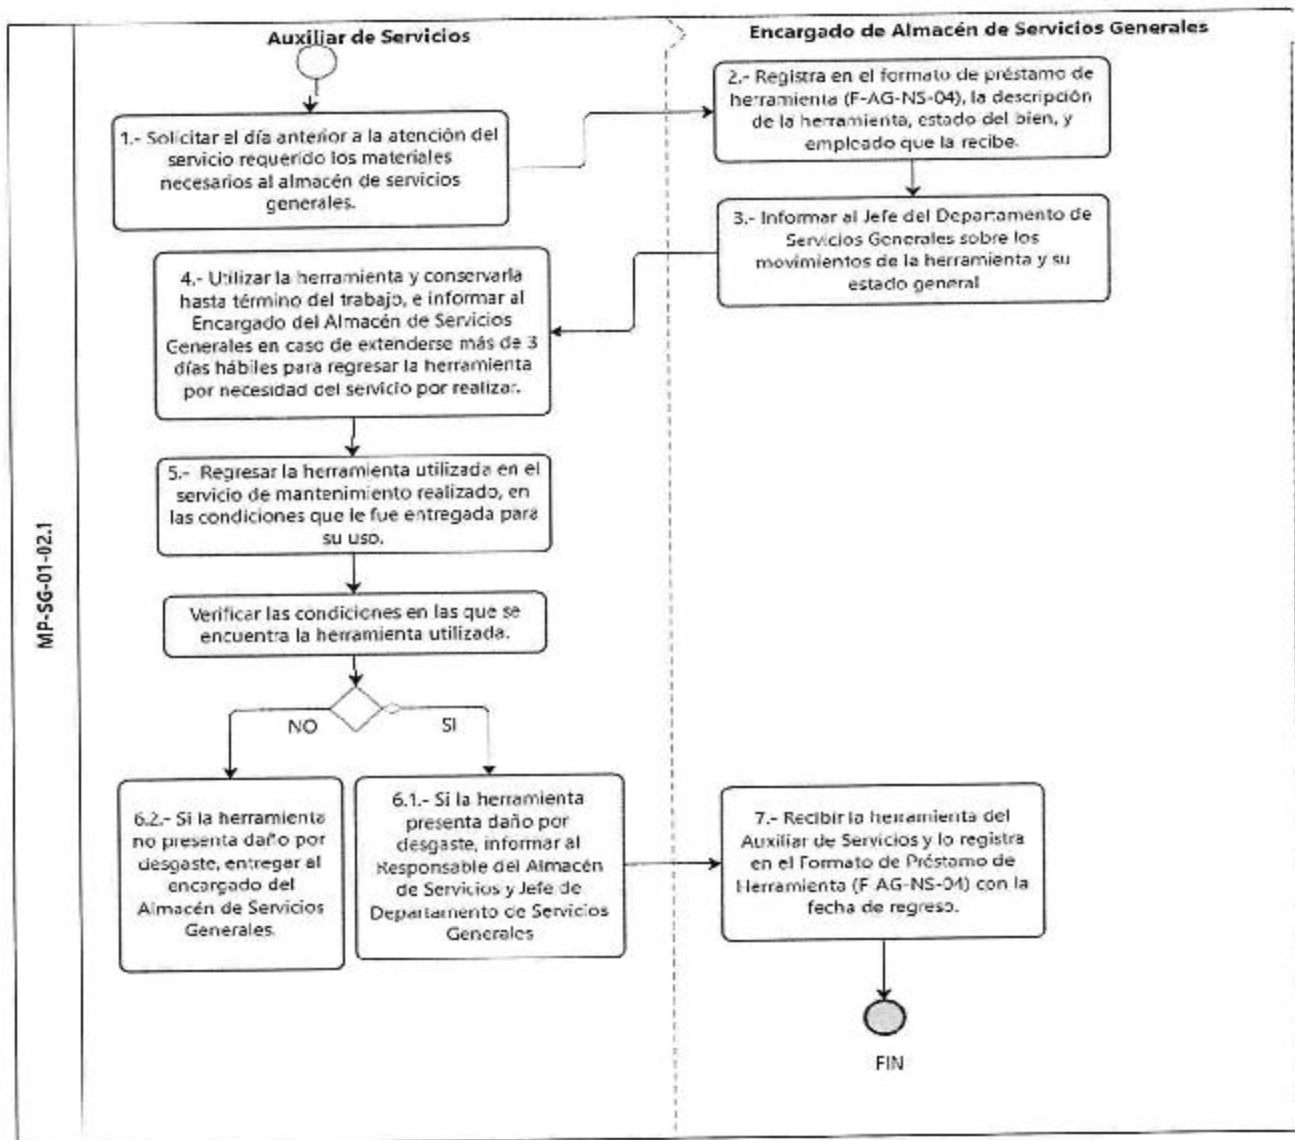 Auxiliar de Servicios
Encargado de Almacén de Servicios Generales
1.- Solicitar el día anterior a la atención del
servicio requerido los materiales
necesarios al almacén de servicios
generales.
2.- Registra en el formato de préstamo de
herramienta (F-AG-NS-04), la descripción
de la herramienta, estado del bien, y
empleado que la recibe.
3.- Informar al Jefe del Departamento de
Servicios Generales sobre los
movimientos de la herramienta y su
estado general
4.- Utilizar la herramienta y conservarla
hasta término del trabajo, e informar al
Encargado del Almacén de Servicios
Generales en caso de extenderse más de 3
días hábiles para regresar la herramienta
por necesidad del servicio por realizar.
5.- Regresar la herramienta utilizada en el
servicio de mantenimiento realizado, en
las condiciones que le fue entregada para
su uso.
MP-SG-01-02.1
Verificar las condiciones en las que se
encuentra la herramienta utilizada.
NO
SI
6.2.- Si la herramienta
no presenta daño por
desgaste, entregar al
encargado del
Almacén de Servicios
Generales.
6.1.- Si la herramienta
presenta daño por
desgaste, informar al
Responsable del Almacén
de Servicios y Jefe de
Departamento de Servicios
Generales
7.- Recibir la herramienta del
Auxiliar de Servicios y lo registra
en el Formato de Préstamo de
Herramienta (F AG-NS-04) con la
fecha de regreso.
FIN